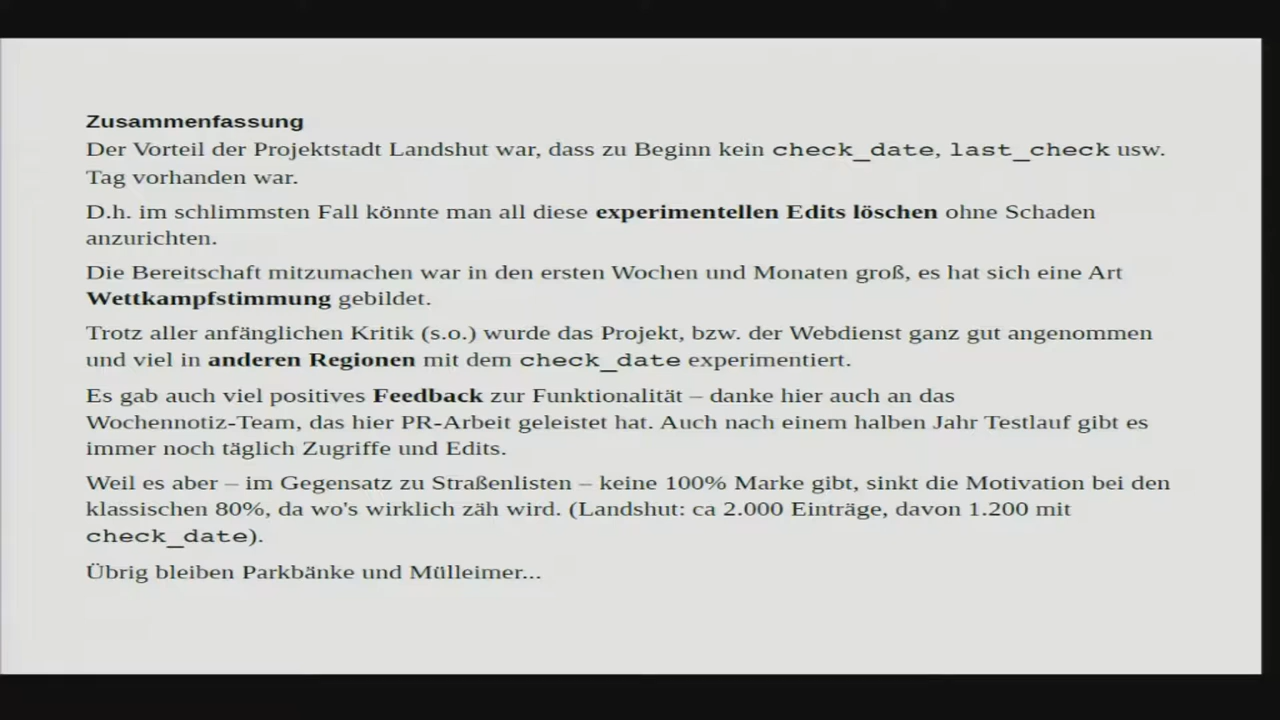 Zusammenfassung
Der Vorteil der Projektstadt Landshut war, dass zu Beginn kein check_date, last_check usw.
Tag vorhanden war.
D.h. im schlimmsten Fall könnte man all diese experimentellen Edits löschen ohne Schaden
anzurichten.
Die Bereitschaft mitzumachen war in den ersten Wochen und Monaten groß, es hat sich eine Art
Wettkampfstimmung gebildet.
Trotz aller anfänglichen Kritik (s.o.) wurde das Projekt, bzw. der Webdienst ganz gut angenommen
und viel in anderen Regionen mit dem check_date experimentiert.
Es gab auch viel positives Feedback zur Funktionalität – danke hier auch an das
Wochennotiz-Team, das hier PR-Arbeit geleistet hat. Auch nach einem halben Jahr Testlauf gibt es
immer noch täglich Zugriffe und Edits.
Weil es aber – im Gegensatz zu Straßenlisten – keine 100% Marke gibt, sinkt die Motivation bei den
klassischen 80%, da wo's wirklich zäh wird. (Landshut: ca 2.000 Einträge, davon 1.200 mit
check_date).
Übrig bleiben Parkbänke und Mülleimer...